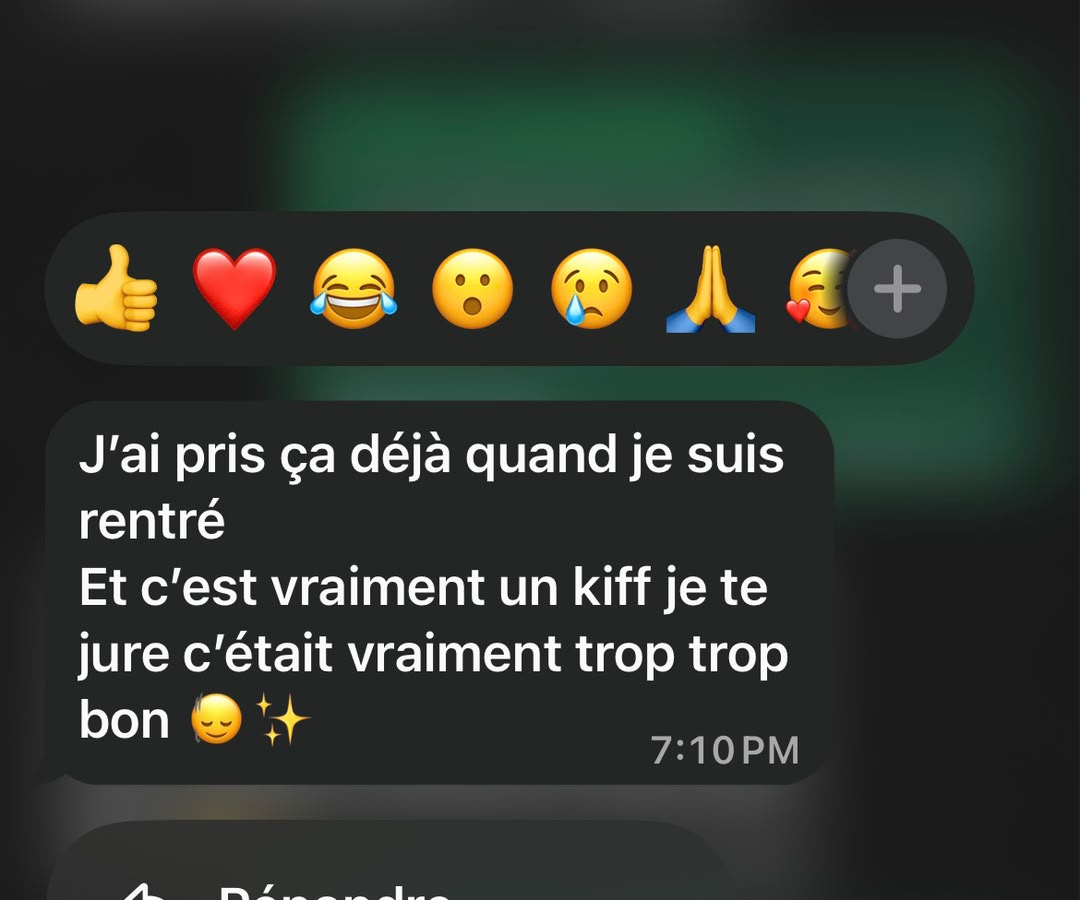 J’ai pris ça déjà quand je suis
rentré
Et c’est vraiment un kiff je te
jure c’était vraiment trop trop
bon 🙂‍↕️✨
7:10 PM
Répondre